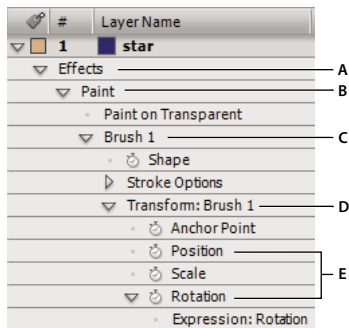 # Layer Name
1 star
Effects A
Paint B
Paint on Transparent
Brush 1 C
Shape
Stroke Options
Transform: Brush 1 D
Anchor Point
Position
Scale E
Rotation
Expression: Rotation